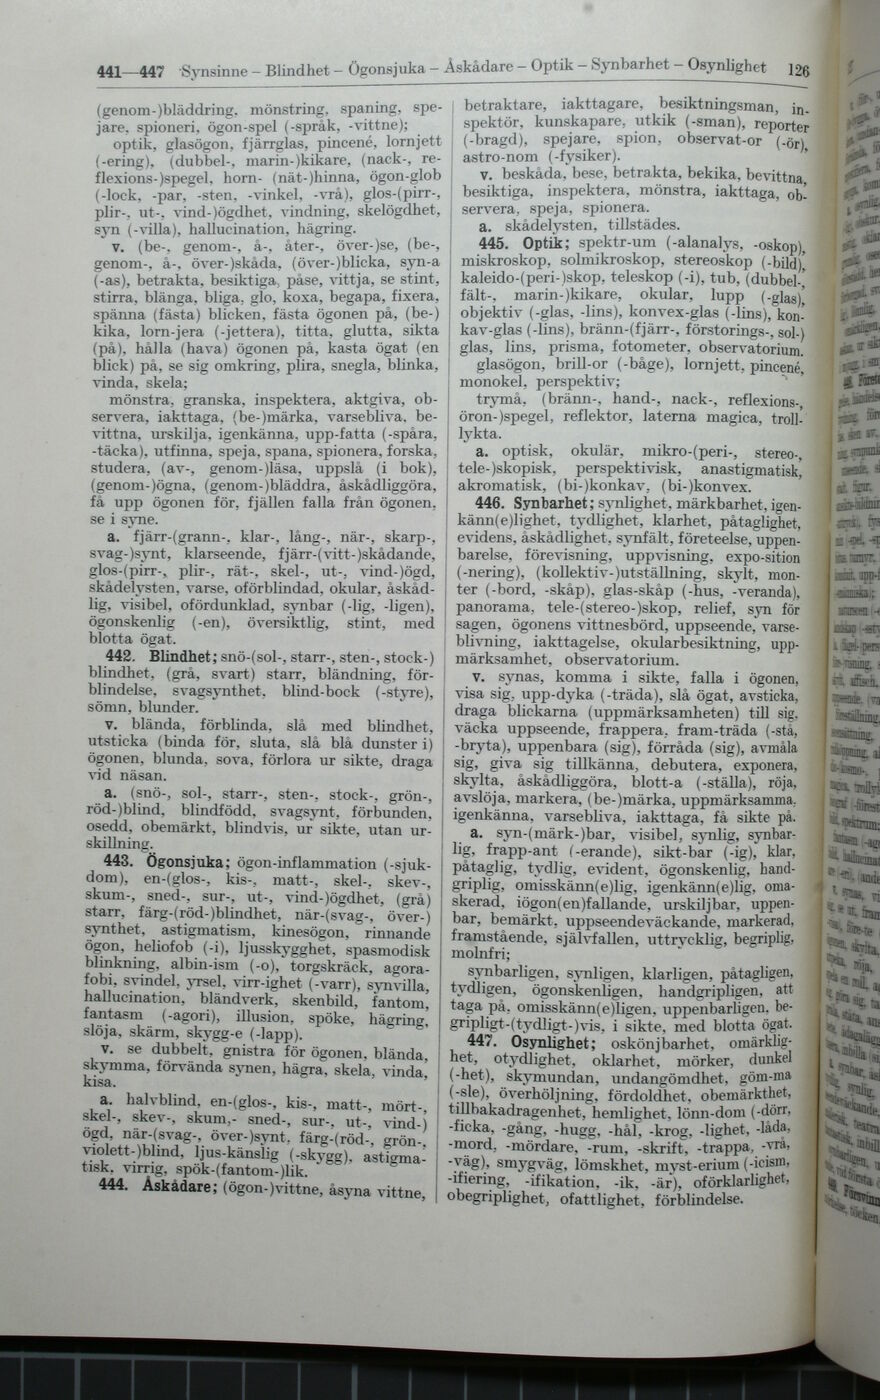 441—447 Synsinne – Blindhet – Ögonsjuka – Åskådare – Optik – Synbarhet – Osynlighet 126
(genom-)bläddring, mönstring, spaning, spe-
jare, spioneri, ögon-spel (-språk, -vittne);
optik, glasögon, fjärrglas, pincené, lornjett
(-ering), (dubbel-, marin-)kikare, (nack-, re-
flexions-)spegel, horn- (nät-)hinna, ögon-glob
(-lock, -par, -sten, -vinkel, -vrå), glos-(pirr-,
plir-, ut-, vind-)ögdhet, vindning, skelögdhet,
syn (-villa), hallucination, hägring.
v. (be-, genom-, å-, åter-, över-)se, (be-,
genom-, å-, över-)skåda, (över-)blicka, syn-a
(-as), betrakta, besiktiga, påse, vittja, se stint,
stirra, blänga, bliga, glo, koxa, begapa, fixera,
spänna (fästa) blicken, fästa ögonen på, (be-)
kika, lorn-jera (-jettera), titta, glutta, sikta
(på), hålla (hava) ögonen på, kasta ögat (en
blick) på, se sig omkring, plira, snegla, blinka,
vinda, skela;
mönstra, granska, inspektera, aktgiva, ob-
servera, iakttaga, (be-)märka, varsebliva, be-
vittna, urskilja, igenkänna, upp-fatta (-spåra,
-täcka), utfinna, speja, spana, spionera, forska,
studera, (av-, genom-)läsa, uppslå (i bok),
(genom-)ögna, (genom-)bläddra, åskådliggöra,
få upp ögonen för, fjällen falla från ögonen,
se i syne.
a. fjärr-(grann-, klar-, lång-, när-, skarp-,
svag-)synt, klarseende, fjärr-(vitt-)skådande,
glos-(pirr-, plir-, rät-, skel-, ut-, vind-)ögd,
skådelysten, varse, oförblindad, okular, åskåd-
lig, visibel, ofördunklad, synbar (-lig, -ligen),
ögonskenlig (-en), översiktlig, stint, med
blotta ögat.
442. Blindhet; snö-(sol-, starr-, sten-, stock-)
blindhet, (grå, svart) starr, bländning, för-
blindelse, svagsynthet, blind-bock (-styre),
sömn, blunder.
v. blända, förblinda, slå med blindhet,
utsticka (binda för, sluta, slå blå dunster i)
ögonen, blunda, sova, förlora ur sikte, draga
vid näsan.
a. (snö-, sol-, starr-, sten-, stock-, grön-,
röd-)blind, blindfödd, svagsynt, förbunden,
osedd, obemärkt, blindvis, ur sikte, utan ur-
skillning.
443. Ögonsjuka; ögon-inflammation (-sjuk-
dom), en-(glos-, kis-, matt-, skel-, skev-,
skum-, sned-, sur-, ut-, vind-)ögdhet, (grå)
starr, färg-(röd-)blindhet, när-(svag-, över-)
synthet, astigmatism, kinesögon, rinnande
ögon, heliofob (-i), ljusskygghet, spasmodisk
blinkning, albin-ism (-o), torgskräck, agora-
fobi, svindel, yrsel, virr-ighet (-varr), synvilla,
hallucination, bländverk, skenbild, fantom,
fantasm (-agori), illusion, spöke, hägring,
slöja, skärm, skygg-e (-lapp).
v. se dubbelt, gnistra för ögonen, blända,
skymma, förvända synen, hägra, skela, vinda,
kisa.
a. halvblind, en-(glos-, kis-, matt-, mört-,
skel-, skev-, skum,- sned-, sur-, ut-, vind-)
ögd, när-(svag-, över-)synt, färg-(röd-, grön-,
violett-)blind, ljus-känslig (-skygg), astigma-
tisk, virrig, spök-(fantom-)lik.
444. Åskådare; (ögon-)vittne, åsyna vittne,
betraktare, iakttagare, besiktningsman, in-
spektör, kunskapare, utkik (-sman), reporter
(-bragd), spejare, spion, observat-or (-ör),
astro-nom (-fysiker).
v. beskåda, bese, betrakta, bekika, bevittna,
besiktiga, inspektera, mönstra, iakttaga, ob-
servera, speja, spionera.
a. skådelysten, tillstädes.
445. Optik; spektr-um (-alanalys, -oskop),
miskroskop, solmikroskop, stereoskop (-bild),
kaleido-(peri-)skop, teleskop (-i), tub, (dubbel-,
fält-, marin-)kikare, okular, lupp (-glas),
objektiv (-glas, -lins), konvex-glas (-lins), kon-
kav-glas (-lins), bränn-(fjärr-, förstorings-, sol-)
glas, lins, prisma, fotometer, observatorium.
glasögon, brill-or (-båge), lornjett, pincené,
monokel, perspektiv;
trymå, (bränn-, hand-, nack-, reflexions-,
öron-)spegel, reflektor, laterna magica, troll-
lykta.
a. optisk, okulär, mikro-(peri-, stereo-,
tele-)skopisk, perspektivisk, anastigmatisk,
akromatisk, (bi-)konkav, (bi-)konvex.
446. Synbarhet; synlighet, märkbarhet, igen-
känn(e)lighet, tydlighet, klarhet, påtaglighet,
evidens, åskådlighet, synfält, företeelse, uppen-
barelse, förevisning, uppvisning, expo-sition
(-nering), (kollektiv-)utställning, skylt, mon-
ter (-bord, -skåp), glas-skåp (-hus, -veranda),
panorama, tele-(stereo-)skop, relief, syn för
sagen, ögonens vittnesbörd, uppseende, varse-
blivning, iakttagelse, okularbesiktning, upp-
märksamhet, observatorium.
v. synas, komma i sikte, falla i ögonen,
visa sig, upp-dyka (-träda), slå ögat, avsticka,
draga blickarna (uppmärksamheten) till sig,
väcka uppseende, frappera, fram-träda (-stå,
-bryta), uppenbara (sig), förråda (sig), avmåla
sig, giva sig tillkänna, debutera, exponera,
skylta, åskådliggöra, blott-a (-ställa), röja,
avslöja, markera, (be-)märka, uppmärksamma,
igenkänna, varsebliva, iakttaga, få sikte på.
a. syn-(märk-)bar, visibel, synlig, synbar-
lig, frapp-ant (-erande), sikt-bar (-ig), klar,
påtaglig, tydlig, evident, ögonskenlig, hand-
griplig, omisskänn(e)lig, igenkänn(e)lig, oma-
skerad, iögon(en)fallande, urskiljbar, uppen-
bar, bemärkt, uppseendeväckande, markerad,
framstående, självfallen, uttrycklig, begriplig,
molnfri;
synbarligen, synligen, klarligen, påtagligen,
tydligen, ögonskenligen, handgripligen, att
taga på, omisskänn(e)ligen, uppenbarligen, be-
gripligt-(tydligt-)vis, i sikte, med blotta ögat.
447. Osynlighet; oskönjbarhet, omärklig-
het, otydlighet, oklarhet, mörker, dunkel
(-het), skymundan, undangömdhet, göm-ma
(-sle), överhöljning, fördoldhet, obemärkthet,
tillbakadragenhet, hemlighet, lönn-dom (-dörr,
-ficka, -gång, -hugg, -hål, -krog, -lighet, -låda,
-mord, -mördare, -rum, -skrift, -trappa, -vrå,
-väg), smygväg, lömskhet, myst-erium (-icism,
-ifiering, -ifikation, -ik, -är), oförklarlighet,
obegriplighet, ofattlighet, förblindelse.